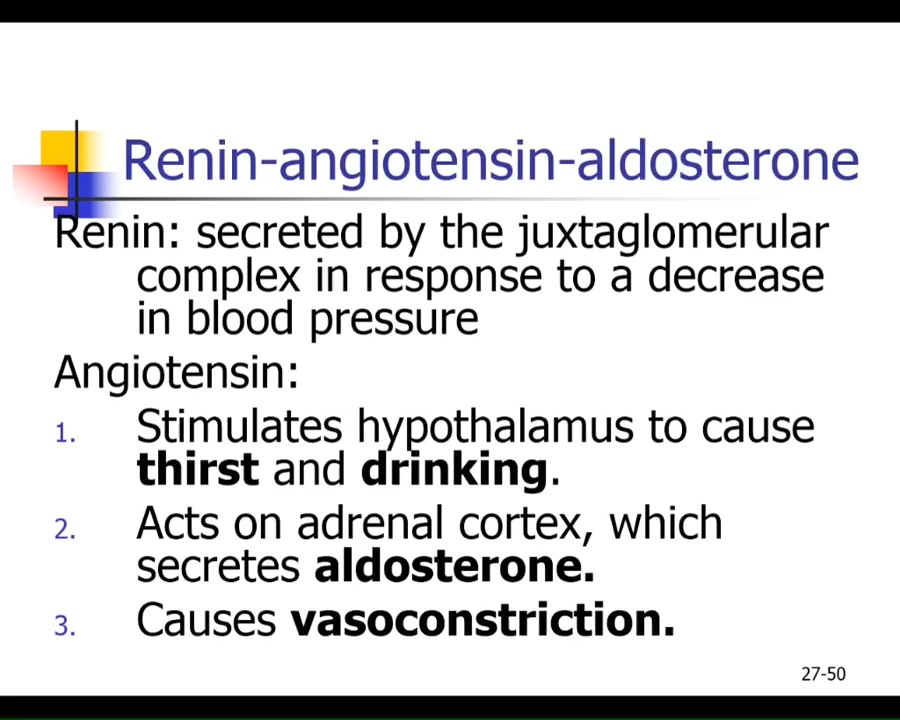 Renin-angiotensin-aldosterone
Renin: secreted by the juxtaglomerular
complex in response to a decrease
in blood pressure
Angiotensin:
1. Stimulates hypothalamus to cause
thirst and drinking.
2. Acts on adrenal cortex, which
secretes aldosterone.
3. Causes vasoconstriction.
27-50